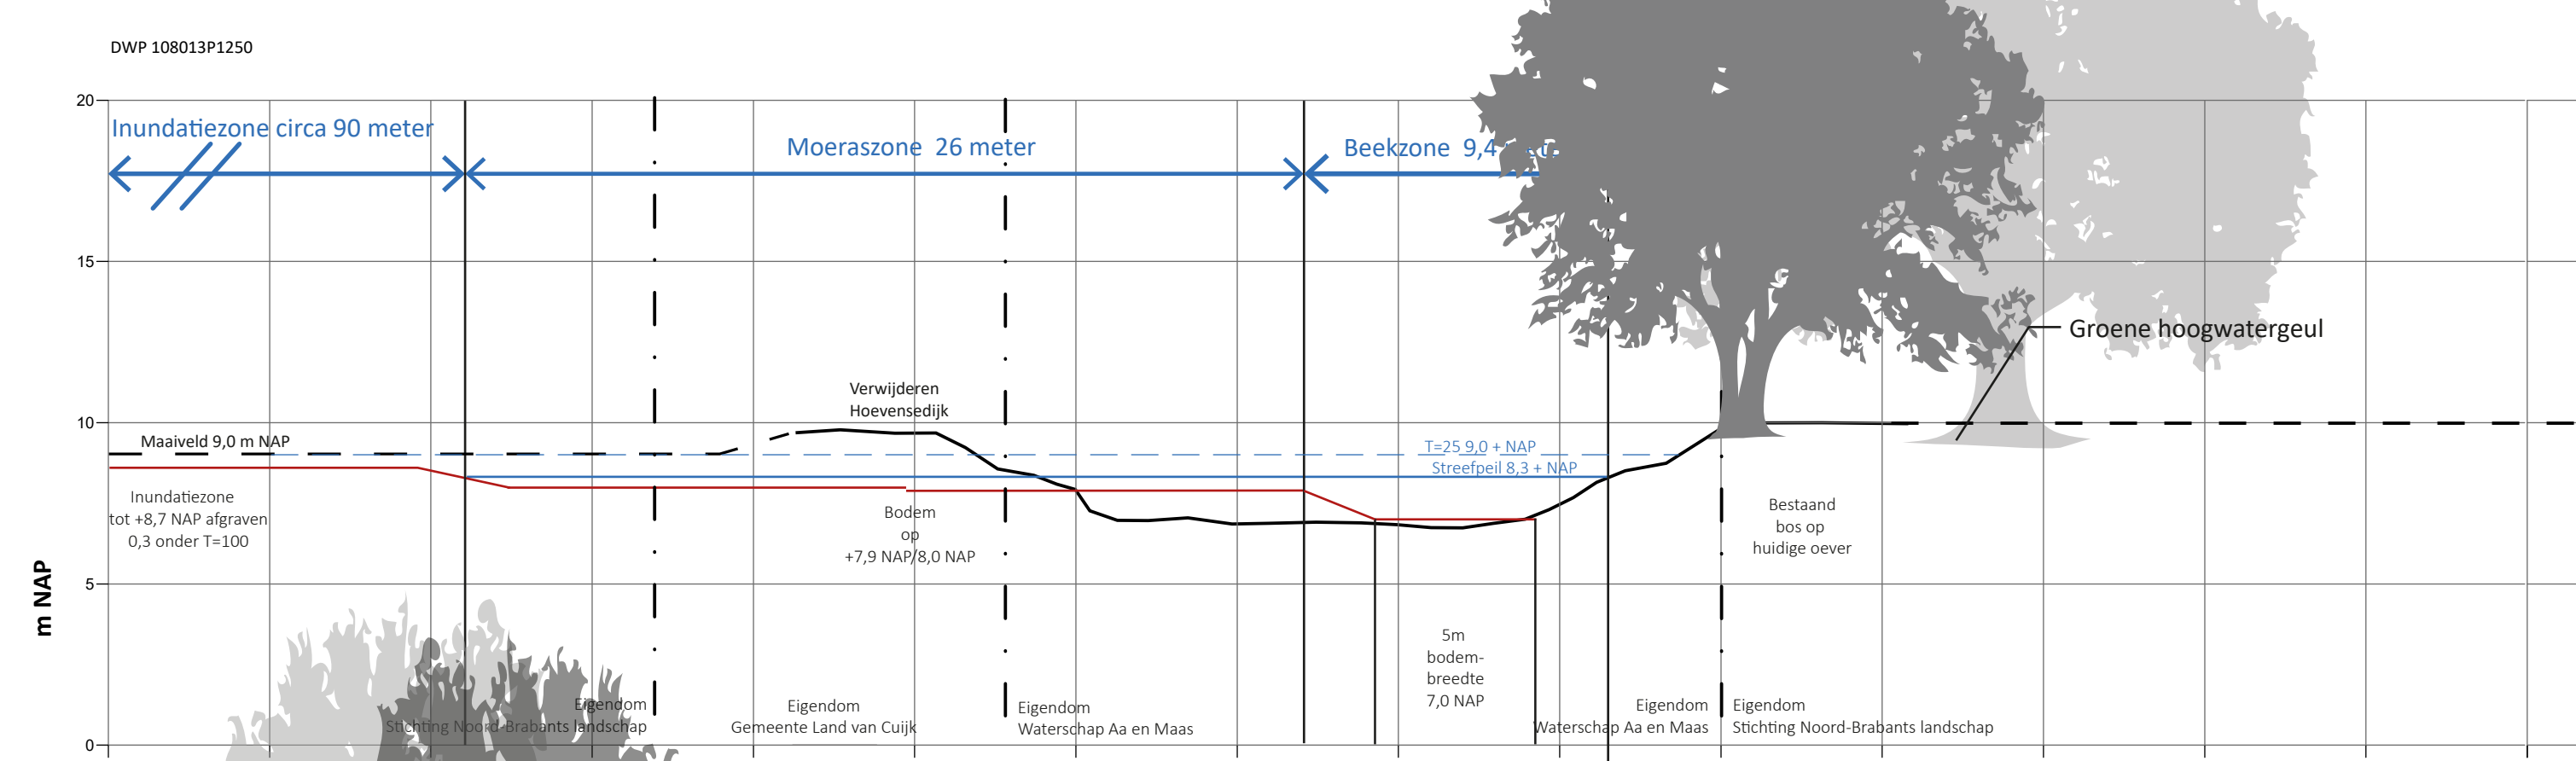 DWP 108013P1250
20
Inundatiezone circa 90 meter
Moeraszone 26 meter
Beekzone 9,4
15
Groene hoogwatergeul
Verwijderen
Hoevensedijk
10
Maaiveld 9,0 m NAP
T=25 9,0 + NAP
Streefpeil 8,3 + NAP
Inundatiezone
tot +8,7 NAP afgraven
0,3 onder T=100
Bodem
op
+7,9 NAP/8,0 NAP
Bestaand
bos op
huidige oever
m NAP
5
5m
bodem-
breedte
7,0 NAP
Eigendom
Stichting Noord-Brabants landschap
Eigendom
Gemeente Land van Cuijk
Eigendom
Waterschap Aa en Maas
Eigendom
Waterschap Aa en Maas
Eigendom
Stichting Noord-Brabants landschap
0